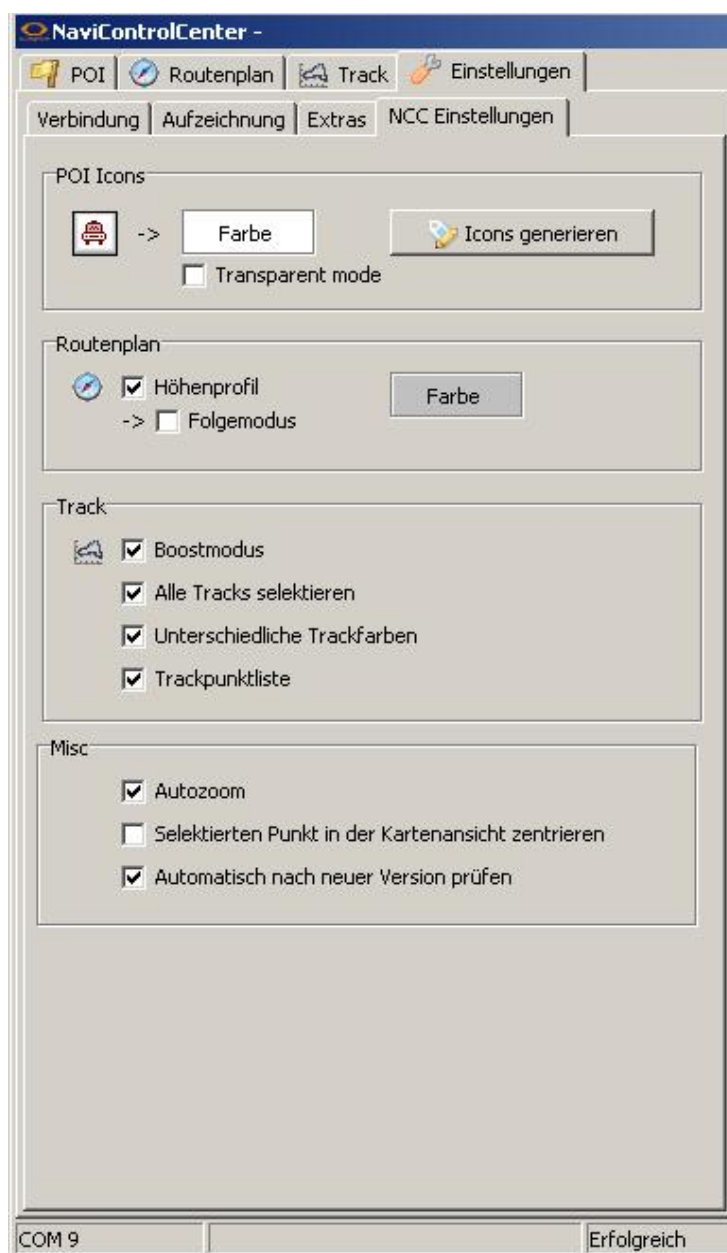 NaviControlCenter -
POI Routenplan Track Einstellungen
Verbindung Aufzeichnung Extras NCC Einstellungen
POI Icons
-> Farbe Icons generieren
Transparent mode
Routenplan
Höhenprofil Farbe
-> Folgemodus
Track
Boostmodus
Alle Tracks selektieren
Unterschiedliche Trackfarben
Trackpunktliste
Misc
Autozoom
Selektierten Punkt in der Kartenansicht zentrieren
Automatisch nach neuer Version prüfen
COM 9 Erfolgreich